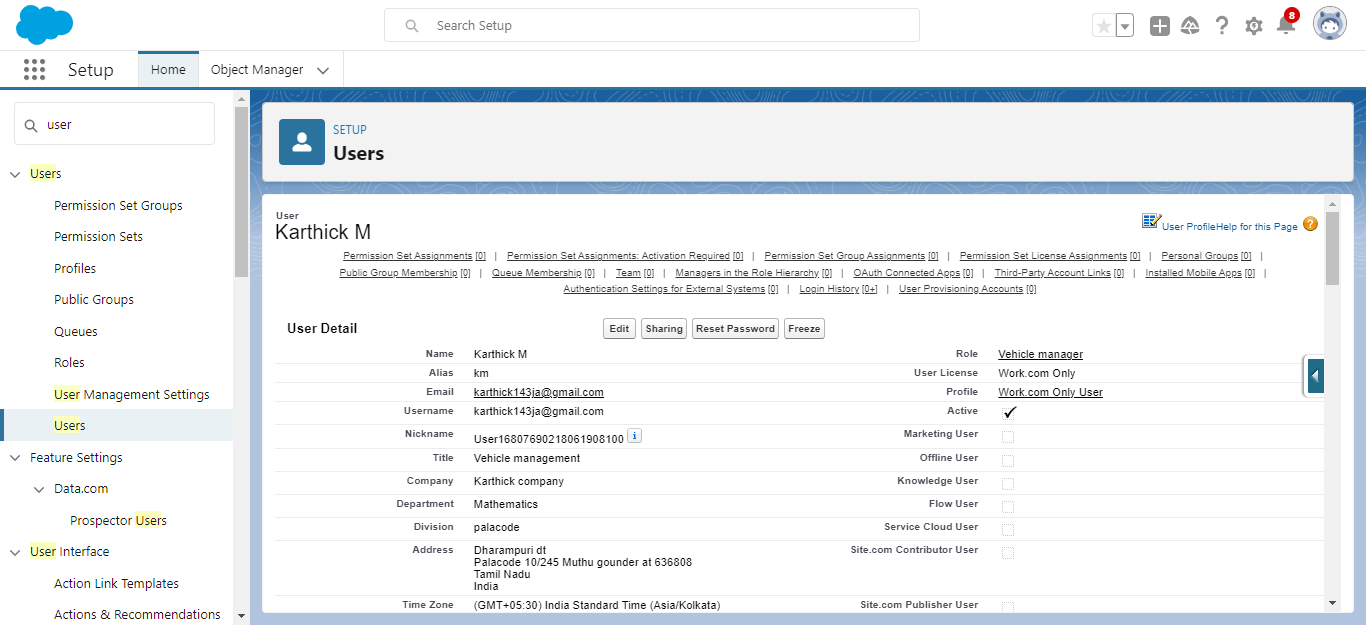 Search Setup
8
Setup
Home
Object Manager
user
Users
Permission Set Groups
Permission Sets
Profiles
Public Groups
Queues
Roles
User Management Settings
Users
Feature Settings
Data.com
Prospector Users
User Interface
Action Link Templates
Actions & Recommendations
SETUP
Users
User
Karthick M
User ProfileHelp for this Page ?
Permission Set Assignments [0] | Permission Set Assignments: Activation Required [0] | Permission Set Group Assignments [0] | Permission Set License Assignments [0] | Personal Groups [0] |
Public Group Membership [0] | Queue Membership [0] | Team [0] | Managers in the Role Hierarchy [0] | OAuth Connected Apps [0] | Third-Party Account Links [0] | Installed Mobile Apps [0] |
Authentication Settings for External Systems [0] | Login History [0+] | User Provisioning Accounts [0]
User Detail
Edit Sharing Reset Password Freeze
Name Karthick M Role Vehicle manager
Alias km User License Work.com Only
Email karthick143ja@gmail.com Profile Work.com Only User
Username karthick143ja@gmail.com Active
Nickname User16807690218061908100 i Marketing User
Title Vehicle management Offline User
Company Karthick company Knowledge User
Department Mathematics Flow User
Division palacode Service Cloud User
Address Dharampuri dt Site.com Contributor User
Palacode 10/245 Muthu gounder at 636808
Tamil Nadu
India
Time Zone (GMT+05:30) India Standard Time (Asia/Kolkata) Site.com Publisher User